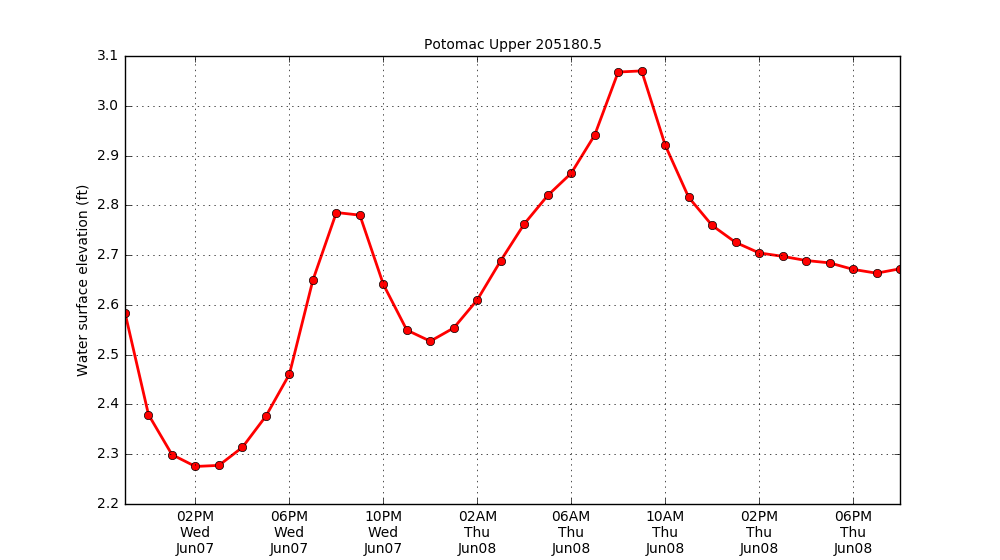 Potomac Upper 205180.5
3.1
3.0
2.9
2.8
2.7
2.6
2.5
2.4
2.3
2.2
Water surface elevation (ft)
02PM 06PM 10PM 02AM 06AM 10AM 02PM 06PM
Wed Wed Wed Thu Thu Thu Thu Thu
Jun07 Jun07 Jun07 Jun08 Jun08 Jun08 Jun08 Jun08